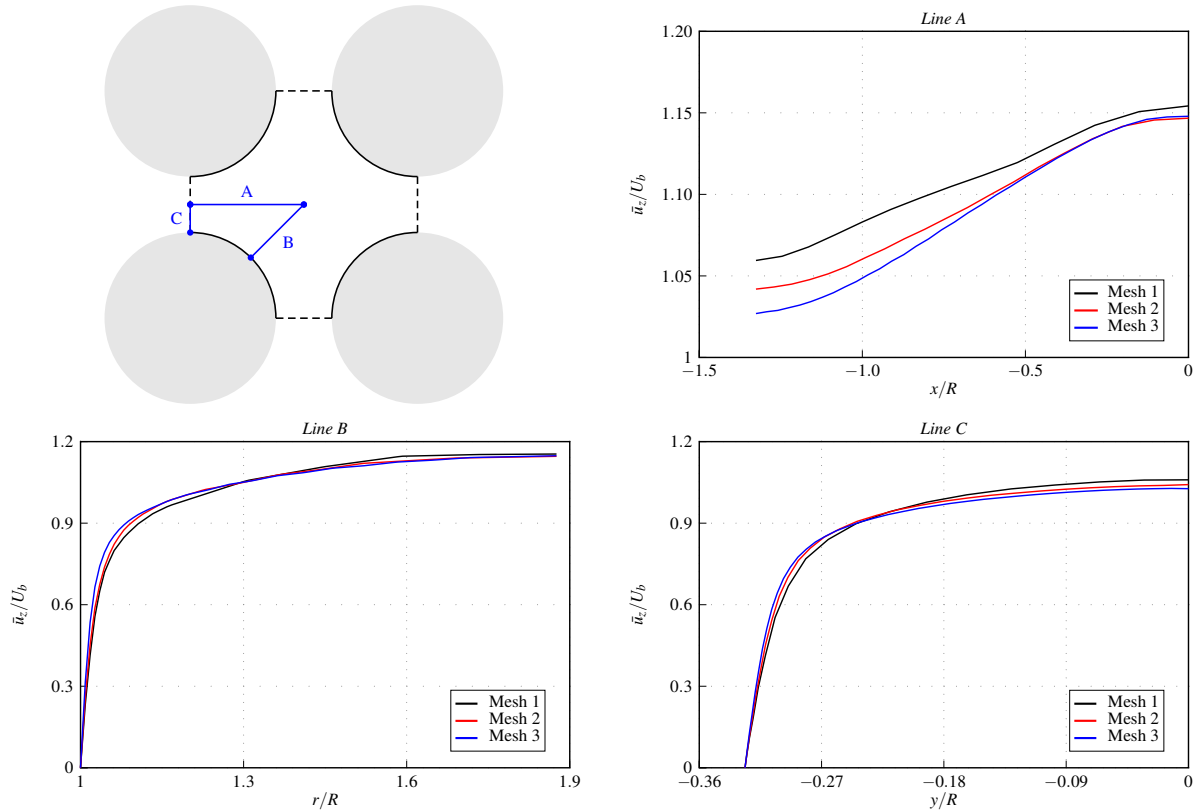 A
C
B
Line A
1.20
1.15
1.10
1.05
1
ū_z/U_b
Mesh 1
Mesh 2
Mesh 3
−1.5
−1.0
−0.5
0
x/R
Line B
1.2
0.9
0.6
0.3
0
ū_z/U_b
Mesh 1
Mesh 2
Mesh 3
1
1.3
1.6
1.9
r/R
Line C
1.2
0.9
0.6
0.3
0
ū_z/U_b
Mesh 1
Mesh 2
Mesh 3
−0.36
−0.27
−0.18
−0.09
0
y/R